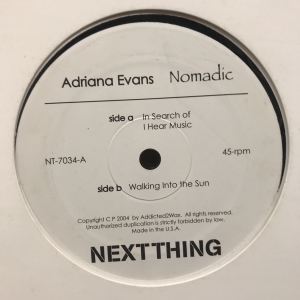 Adriana Evans Nomadic
side a In Search of
I Hear Music
NT-7034-A 45-rpm
side b Walking Into the Sun
Copyright C P 2004 by Addicted2Wax. All rights reserved.
Unauthorized duplication is strictly forbidden by law.
Made in the U.S.A.
NEXTTHING